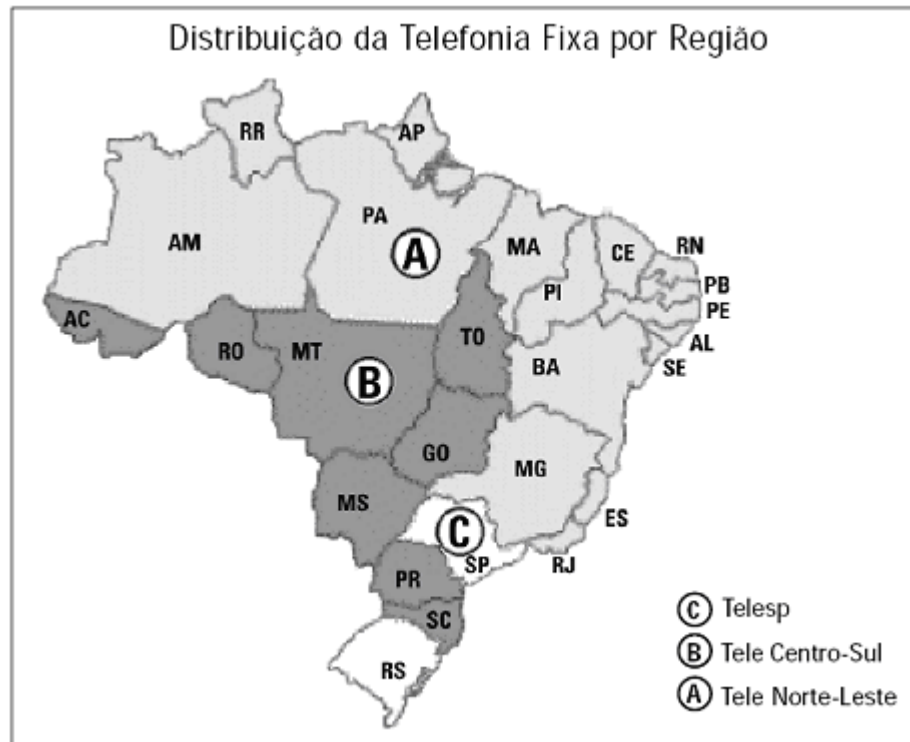 Distribuição da Telefonia Fixa por Região
RR
AP
AM
PA
A
MA
CE
RN
PB
PE
AL
SE
PI
AC
RO
MT
B
TO
BA
GO
MG
MS
ES
C
SP
RJ
PR
SC
RS
C Telesp
B Tele Centro-Sul
A Tele Norte-Leste